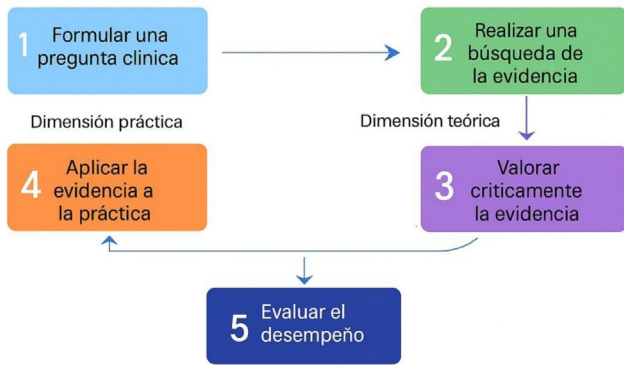 1 Formular una
pregunta clinica
2 Realizar una
búsqueda de
la evidencia
Dimensión práctica
Dimensión teórica
4 Aplicar la
evidencia a
la práctica
3 Valorar
criticamente
la evidencia
5 Evaluar el
desempeño